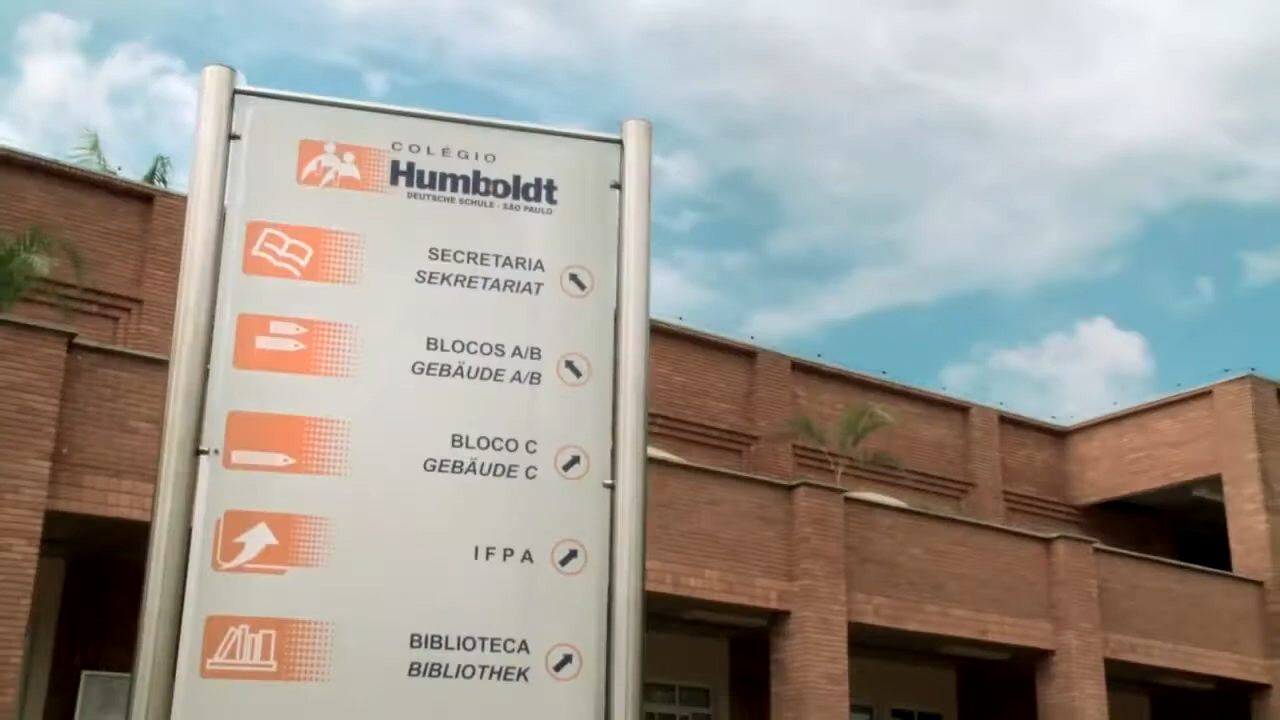 COLÉGIO
Humboldt
DEUTSCHE SCHULE - SÃO PAULO
SECRETARIA
SEKRETARIAT
BLOCOS A/B
GEBÄUDE A/B
BLOCO C
GEBÄUDE C
IFPA
BIBLIOTECA
BIBLIOTHEK